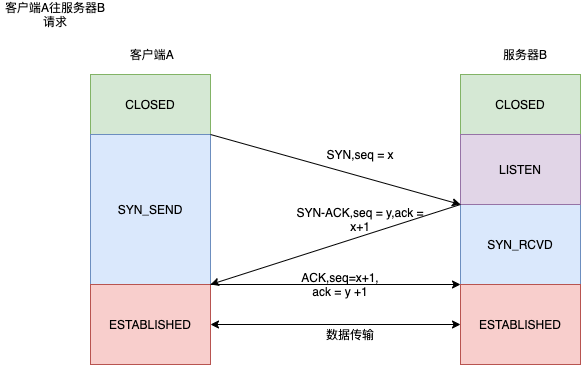 客户端A往服务器B
请求
客户端A
服务器B
CLOSED
CLOSED
SYN,seq = x
LISTEN
SYN_SEND
SYN-ACK,seq = y,ack =
x+1
SYN_RCVD
ACK,seq=x+1,
ack = y +1
ESTABLISHED
ESTABLISHED
数据传输